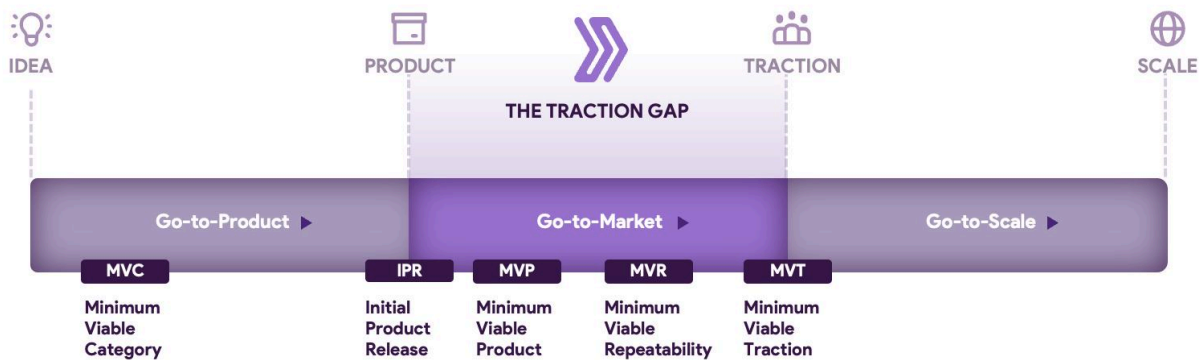 IDEA
PRODUCT
TRACTION
SCALE
THE TRACTION GAP
Go-to-Product
Go-to-Market
Go-to-Scale
MVC
IPR
MVP
MVR
MVT
Minimum
Viable
Category
Initial
Product
Release
Minimum
Viable
Product
Minimum
Viable
Repeatability
Minimum
Viable
Traction